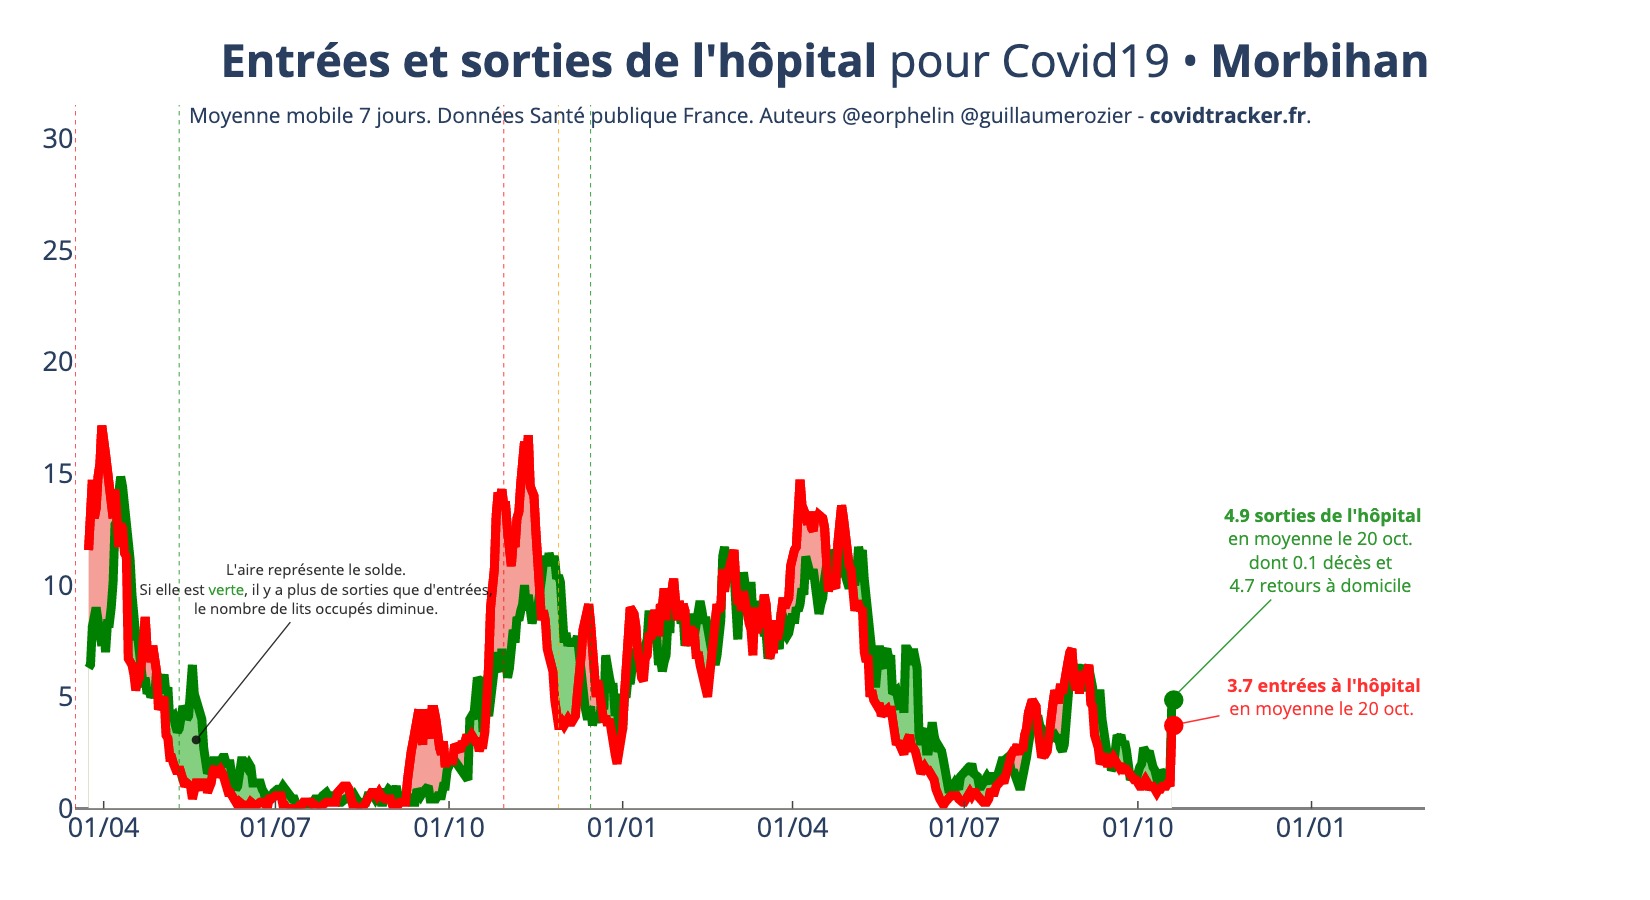 Entrées et sorties de l'hôpital pour Covid19 • Morbihan
Moyenne mobile 7 jours. Données Santé publique France. Auteurs @eorphelin @guillaumerozier - covidtracker.fr.
30
25
20
15
10
5
0
L'aire représente le solde.
Si elle est verte, il y a plus de sorties que d'entrées,
le nombre de lits occupés diminue.
4.9 sorties de l'hôpital
en moyenne le 20 oct.
dont 0.1 décès et
4.7 retours à domicile
3.7 entrées à l'hôpital
en moyenne le 20 oct.
01/04 01/07 01/10 01/01 01/04 01/07 01/10 01/01